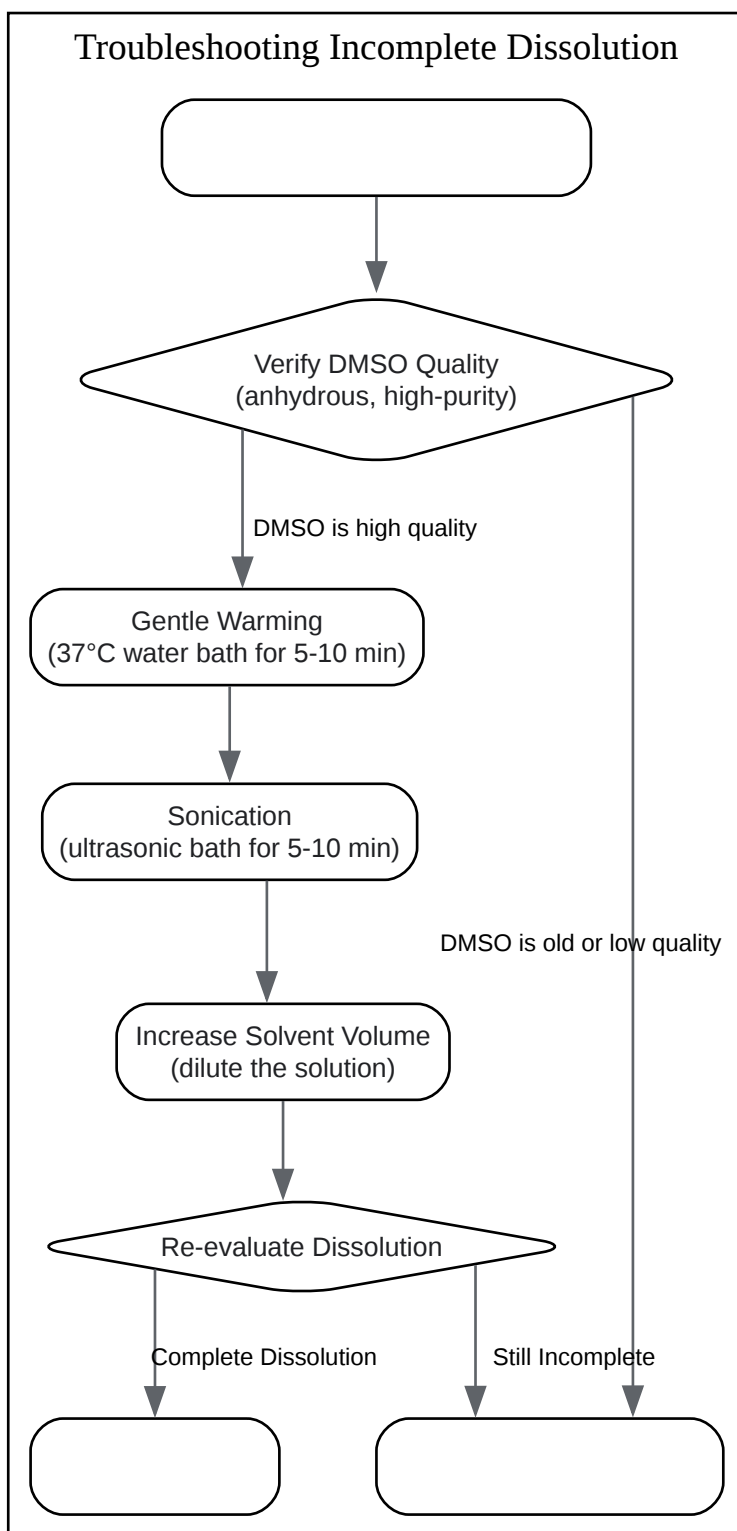 Troubleshooting Incomplete Dissolution
Verify DMSO Quality
(anhydrous, high-purity)
DMSO is high quality
Gentle Warming
(37°C water bath for 5-10 min)
Sonication
(ultrasonic bath for 5-10 min)
DMSO is old or low quality
Increase Solvent Volume
(dilute the solution)
Re-evaluate Dissolution
Complete Dissolution
Still Incomplete